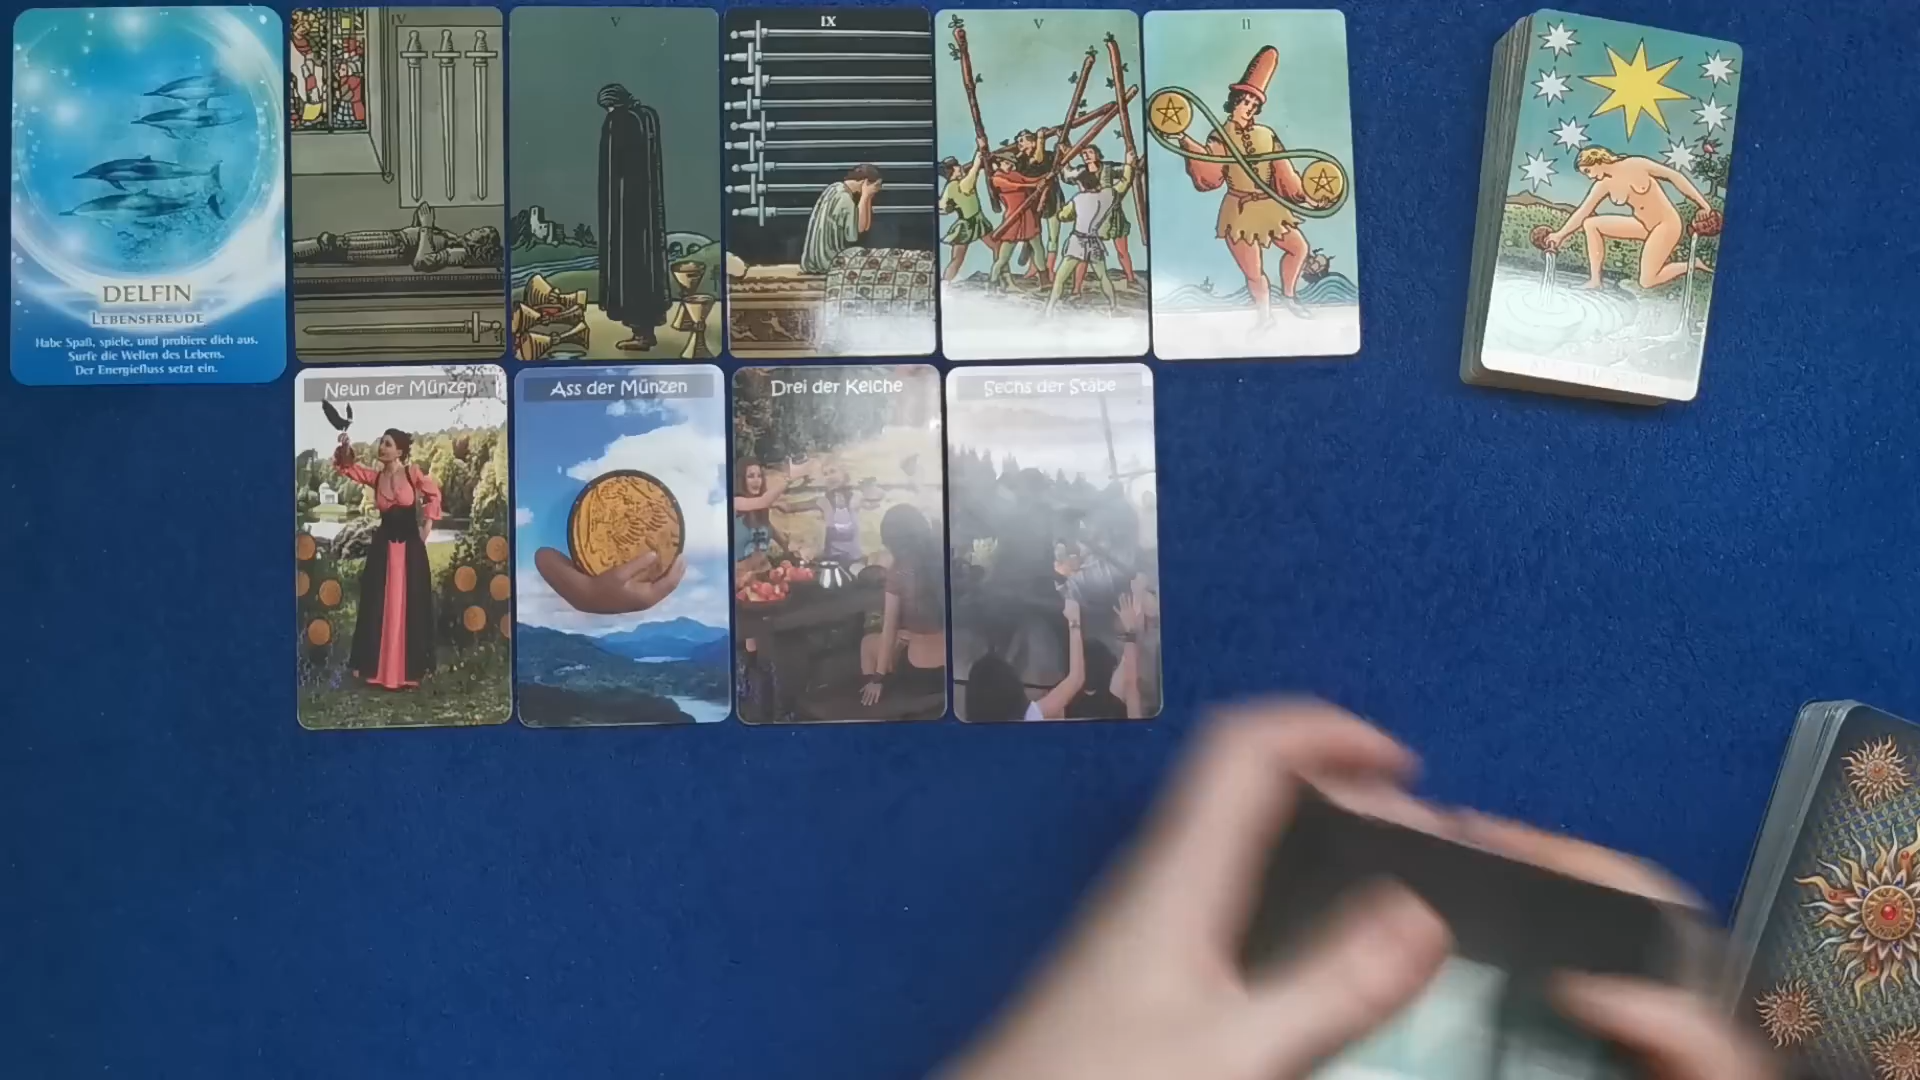 IV
V
IX
V
II
DELFIN
LEBENSFREUDE
Habe Spaß, spiele, und probiere dich aus.
Surfe die Wellen des Lebens.
Der Energiefluss setzt ein.
Neun der Münzen
Ass der Münzen
Drei der Kelche
Sechs der Stäbe